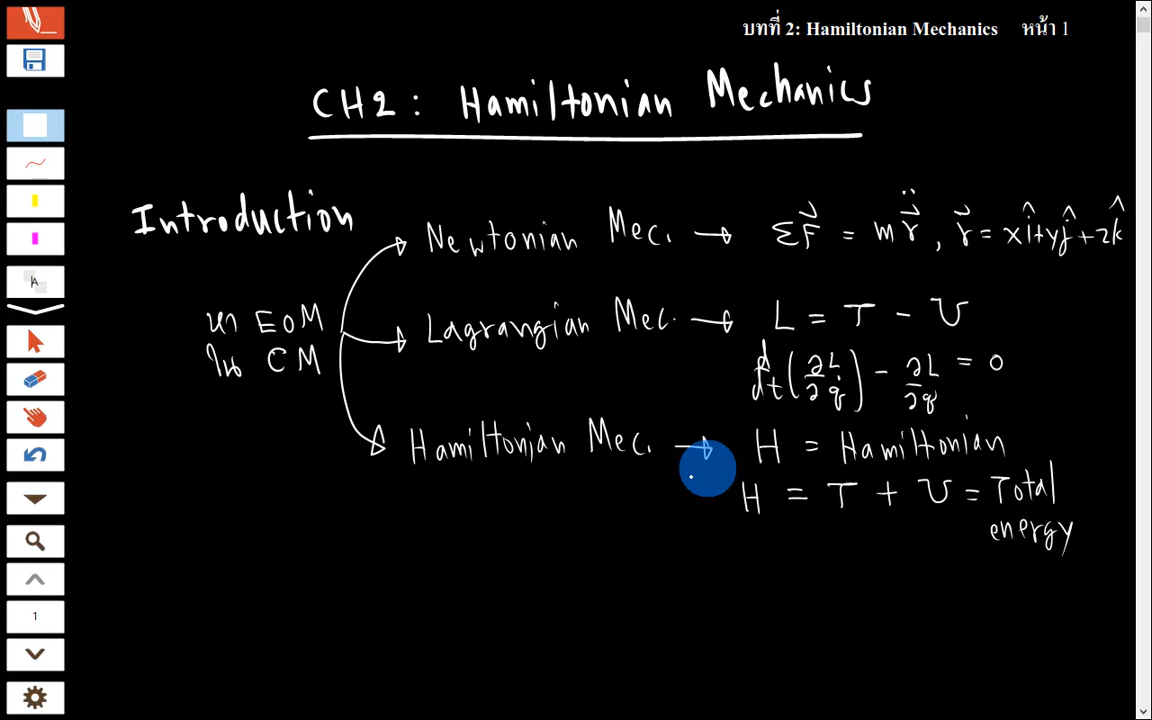 บทที่ 2: Hamiltonian Mechanics หน้า 1
CH2: Hamiltonian Mechanics
Introduction
หา EoM
ใน CM
Newtonian Mec. → ΣF⃗ = m r⃗̈, r⃗ = xî+yĵ+zk̂
Lagrangian Mec. → L = T - U
d/dt(∂L/∂q̇) - ∂L/∂q = 0
Hamiltonian Mec. → H = Hamiltonian
H = T + U = Total
energy
A
1